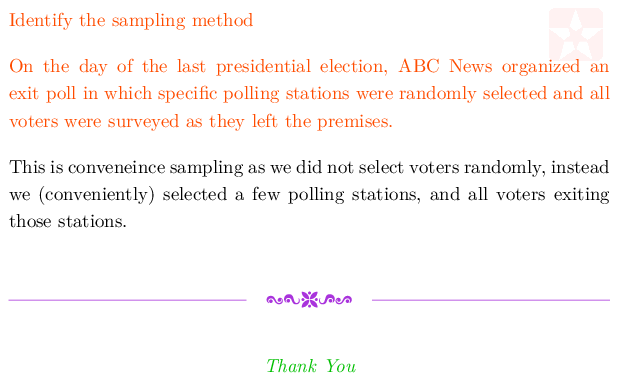 Identify the sampling method
On the day of the last presidential election, ABC News organized an
exit poll in which specific polling stations were randomly selected and all
voters were surveyed as they left the premises.
This is conveneince sampling as we did not select voters randomly, instead
we (conveniently) selected a few polling stations, and all voters exiting
those stations.
Thank You